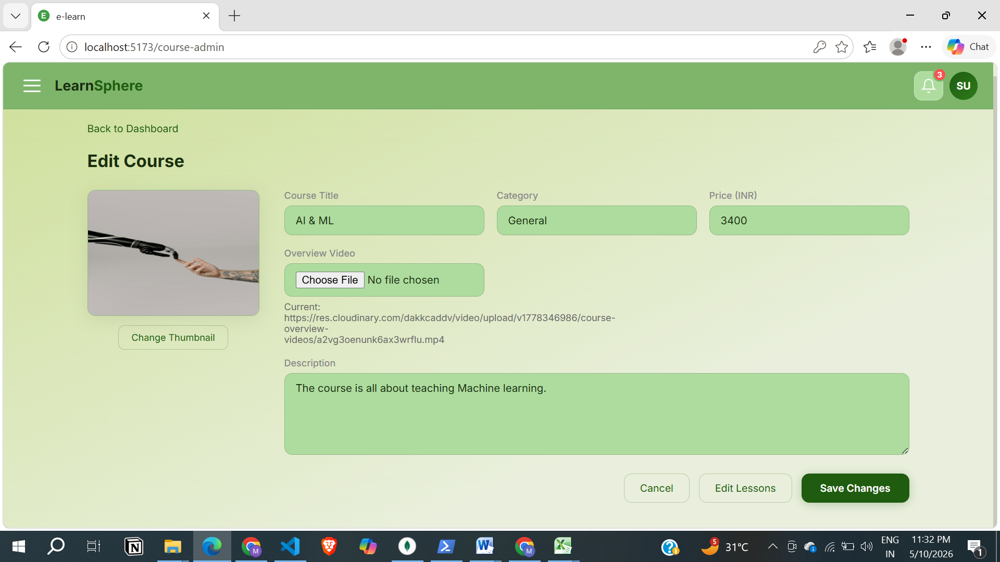 e-learn
localhost:5173/course-admin
Chat
LearnSphere
3
SU
Back to Dashboard
Edit Course
Course Title
Category
Price (INR)
AI & ML
General
3400
Overview Video
Choose File No file chosen
Current:
https://res.cloudinary.com/dakkcaddv/video/upload/v1778346986/course-
overview-
videos/a2vg3oenunk6ax3wrflu.mp4
Change Thumbnail
Description
The course is all about teaching Machine learning.
Cancel
Edit Lessons
Save Changes
5
31°C
ENG
IN
11:32 PM
5/10/2026
1